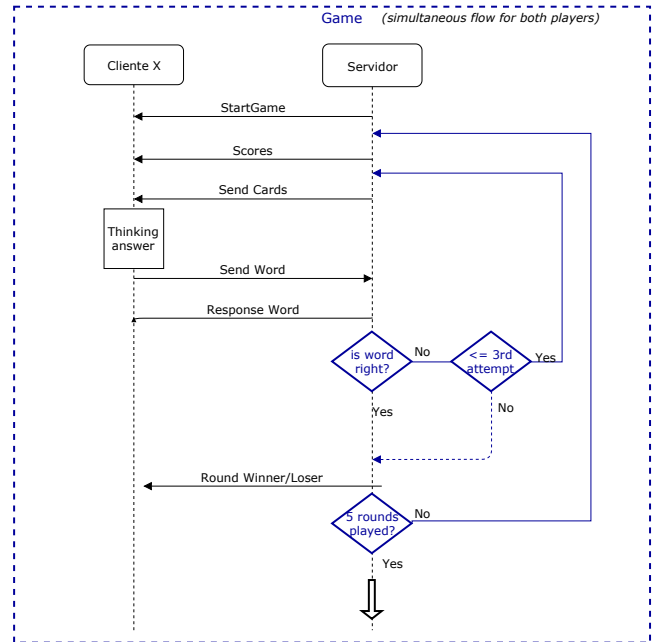 Game (simultaneous flow for both players)
Cliente X
Servidor
StartGame
Scores
Send Cards
Thinking
answer
Send Word
Response Word
is word
right?
No
<= 3rd
attempt
Yes
Yes
No
Round Winner/Loser
5 rounds
played?
No
Yes